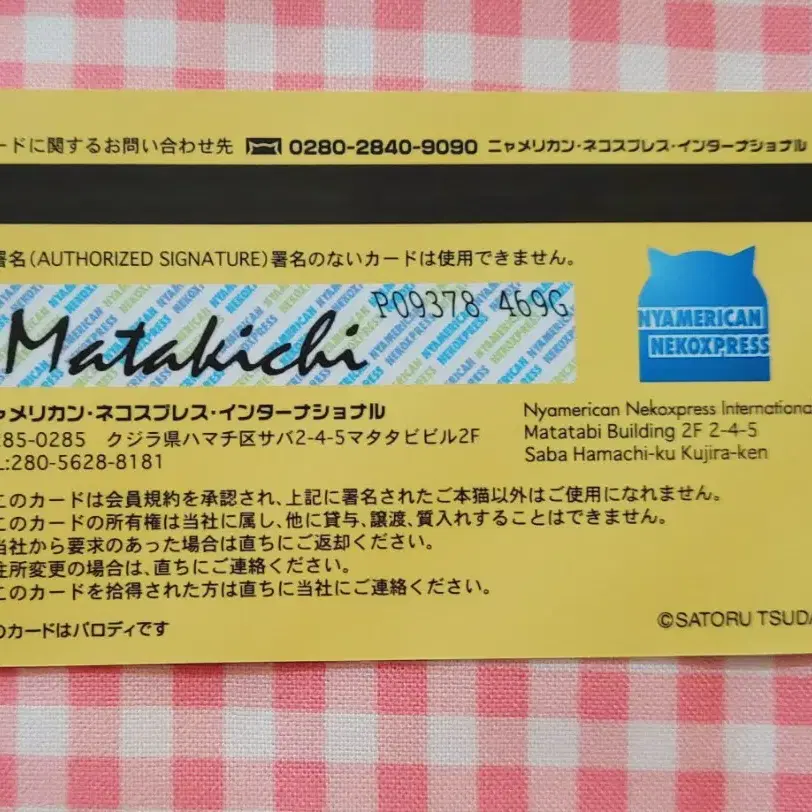 ードに関するお問い合わせ先 0280-2840-9090 ニャメリカン・ネコスプレス・インターナショナル
署名(AUTHORIZED SIGNATURE)署名のないカードは使用できません。
P09378 469G
Matakichi
NYAMERICAN
NEKOXPRESS
ャメリカン・ネコスプレス・インターナショナル
285-0285 クジラ県ハマチ区サバ2-4-5マタタビビル2F
L:280-5628-8181
Nyamerican Nekoxpress Internationa
Matatabi Building 2F 2-4-5
Saba Hamachi-ku Kujira-ken
このカードは会員規約を承認され、上記に署名されたご本猫以外はご使用になれません。
このカードの所有権は当社に属し、他に貸与、譲渡、質入れすることはできません。
当社から要求のあった場合は直ちにご返却ください。
住所変更の場合は、直ちにご連絡ください。
このカードを拾得された方は直ちに当社にご連絡ください。
のカードはパロディです
©SATORU TSUDA